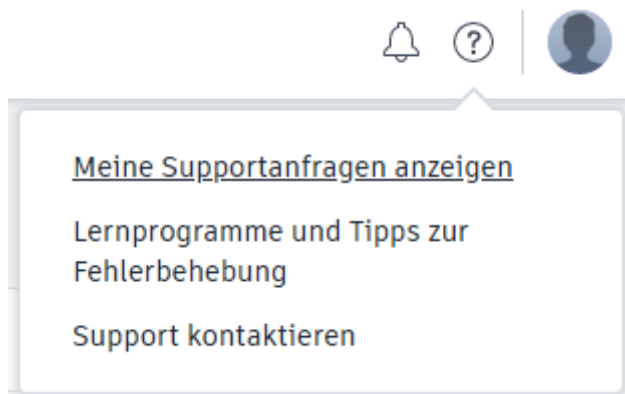 Meine Supportanfragen anzeigen
Lernprogramme und Tipps zur
Fehlerbehebung
Support kontaktieren